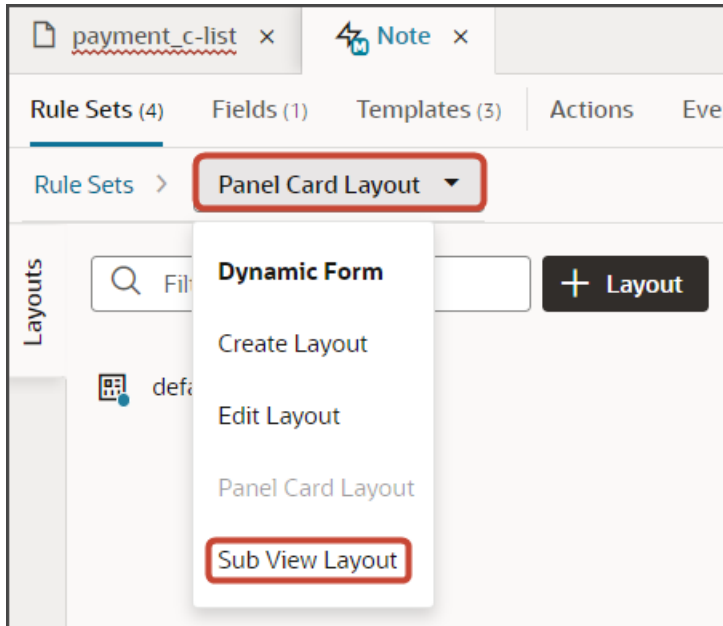 payment_c-list × Note ×
Rule Sets (4) Fields (1) Templates (3) Actions Eve
Rule Sets > Panel Card Layout
Layouts
Fil
+ Layout
Dynamic Form
Create Layout
defa
Edit Layout
Panel Card Layout
Sub View Layout